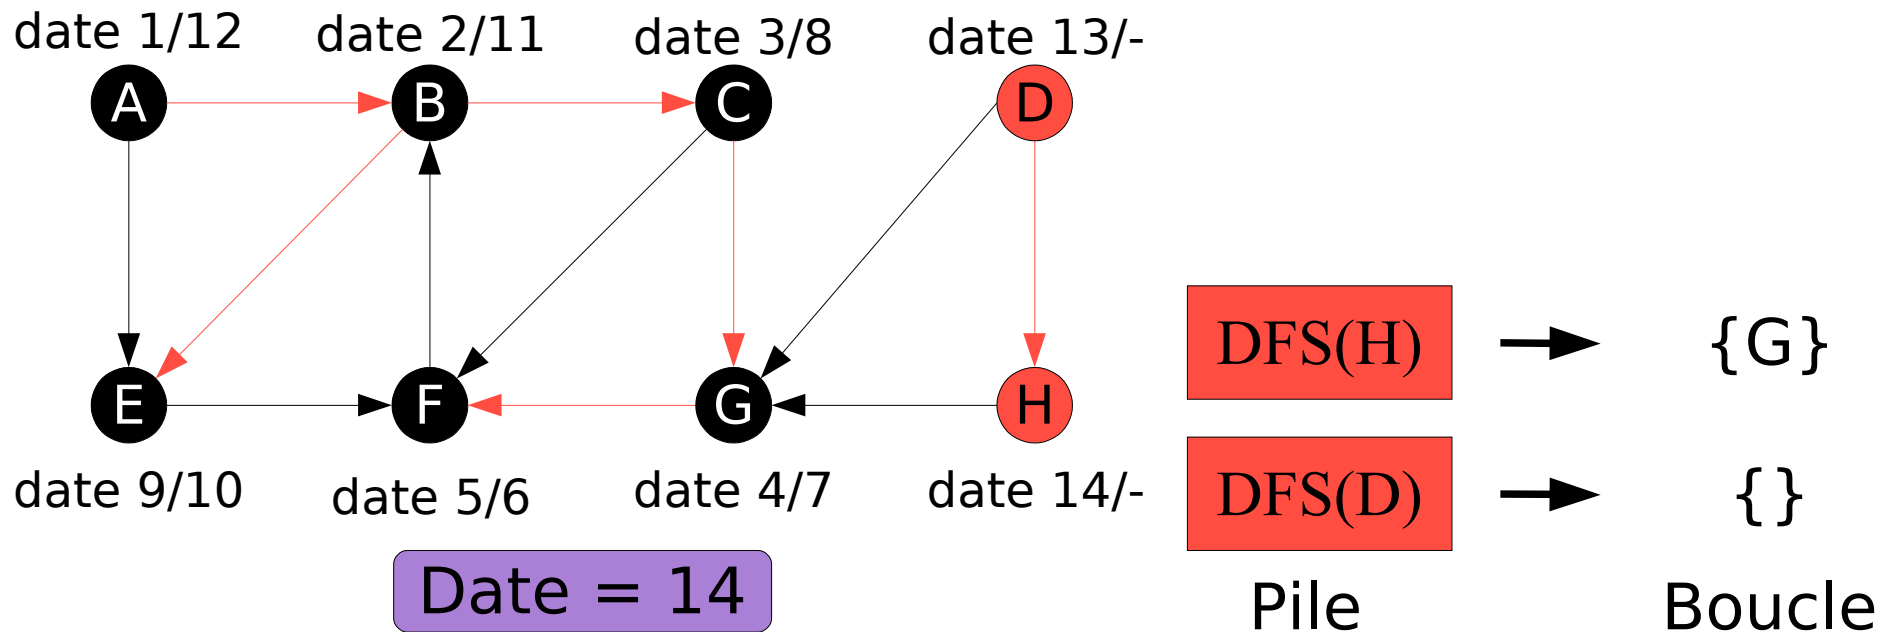 date 1/12 date 2/11 date 3/8 date 13/-
A B C D
DFS(H) {G}
E F G H
date 9/10 date 5/6 date 4/7 date 14/-
DFS(D) {}
Date = 14
Pile Boucle